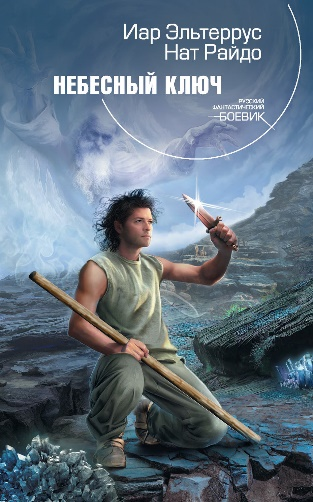 Иар Эльтеррус
Нат Райдо
НЕБЕСНЫЙ КЛЮЧ
РУССКИЙ
ФАНТАСТИЧЕСКИЙ
БОЕВИК